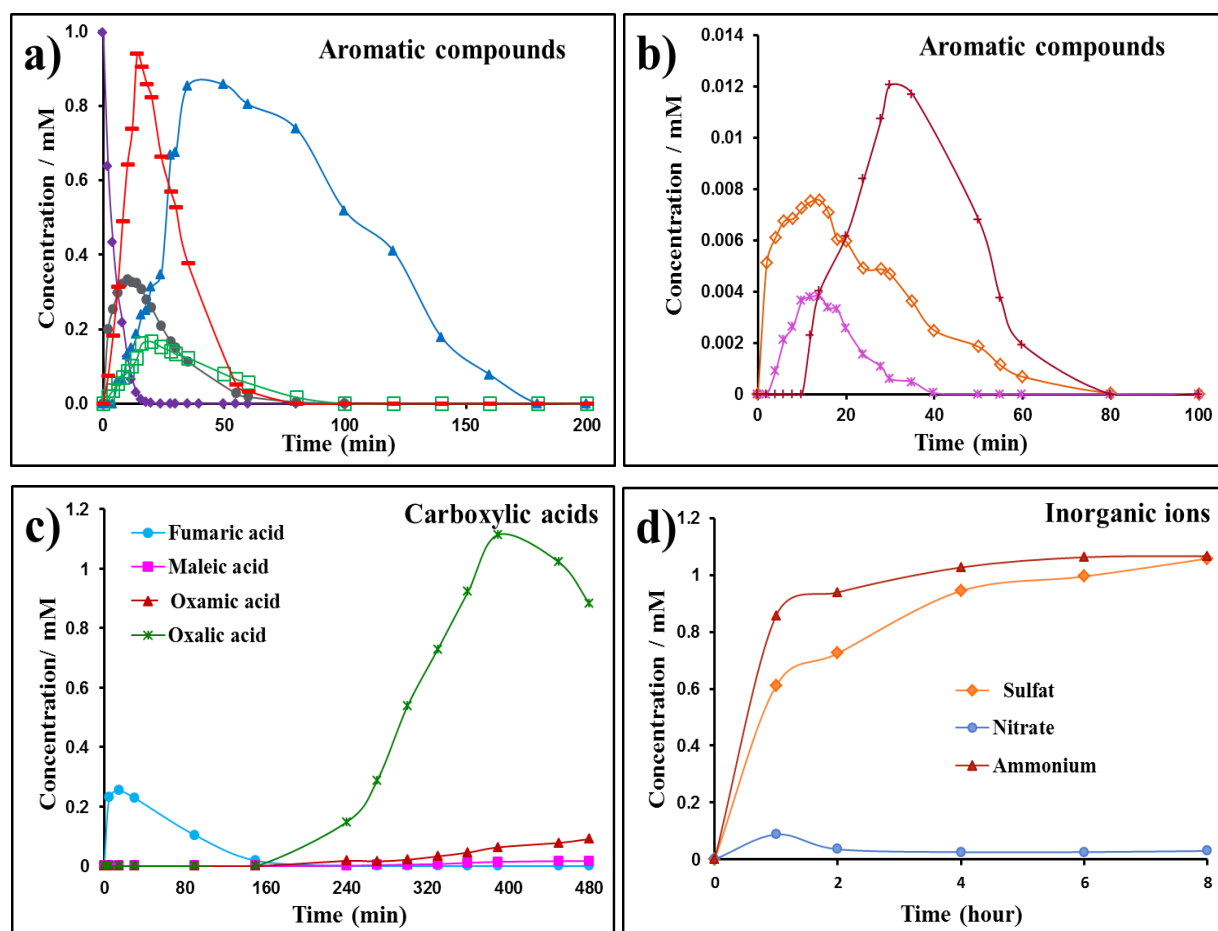 a)
Aromatic compounds
Concentration / mM
1.0
0.8
0.6
0.4
0.2
0.0
0
50
100
150
200
Time (min)
b)
Aromatic compounds
Concentration / mM
0.014
0.012
0.01
0.008
0.006
0.004
0.002
0
0
20
40
60
80
100
Time (min)
c)
Carboxylic acids
Concentration/ mM
1.2
1
0.8
0.6
0.4
0.2
0
Fumaric acid
Maleic acid
Oxamic acid
Oxalic acid
0
80
160
240
320
400
480
Time (min)
d)
Inorganic ions
Concentration / mM
1.2
1
0.8
0.6
0.4
0.2
0
Sulfat
Nitrate
Ammonium
0
2
4
6
8
Time (hour)